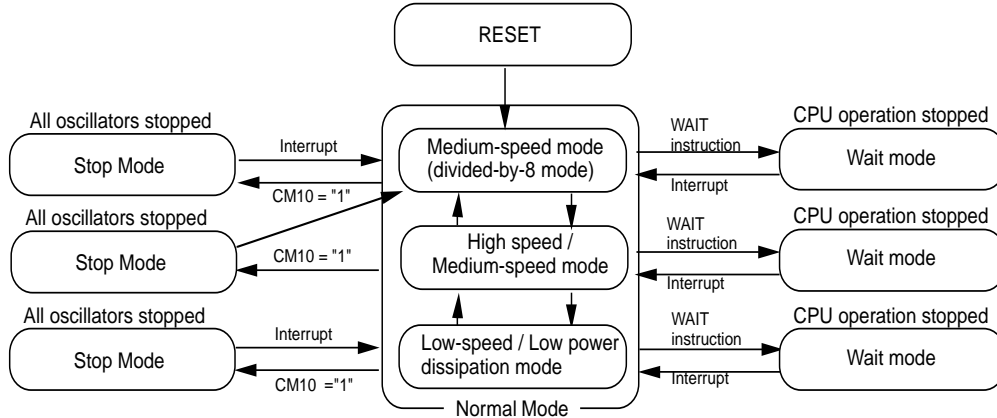 RESET
All oscillators stopped
Stop Mode
Interrupt
CM10 = "1"
Medium-speed mode
(divided-by-8 mode)
WAIT
instruction
Interrupt
CPU operation stopped
Wait mode
All oscillators stopped
Stop Mode
CM10 = "1"
High speed /
Medium-speed mode
WAIT
instruction
Interrupt
CPU operation stopped
Wait mode
All oscillators stopped
Stop Mode
Interrupt
CM10 ="1"
Low-speed / Low power
dissipation mode
WAIT
instruction
Interrupt
CPU operation stopped
Wait mode
Normal Mode